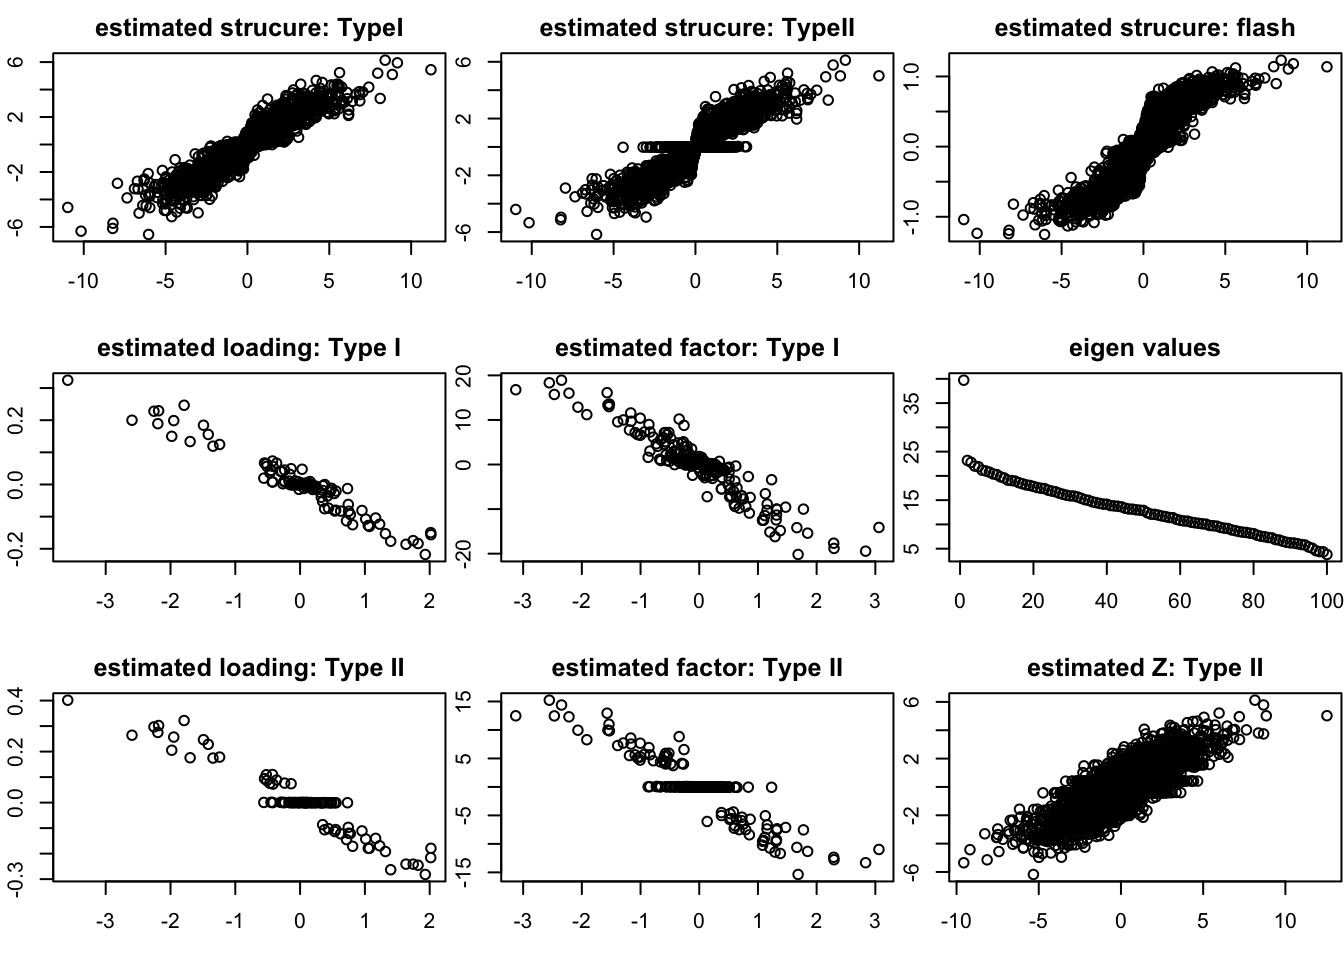 estimated strucure: TypeI
estimated strucure: TypeII
estimated strucure: flash
6
2
-2
-6
-10 -5 0 5 10
6
2
-2
-6
-10 -5 0 5 10
1.0
0.0
-1.0
-10 -5 0 5 10
estimated loading: Type I
estimated factor: Type I
eigen values
0.2
0.0
-0.2
-3 -2 -1 0 1 2
20
10
0
-20
-3 -2 -1 0 1 2 3
35
25
15
5
0 20 40 60 80 100
estimated loading: Type II
estimated factor: Type II
estimated Z: Type II
0.4
0.2
0.0
-0.3
-3 -2 -1 0 1 2
15
5
-5
-15
-3 -2 -1 0 1 2 3
6
2
-2
-6
-10 -5 0 5 10